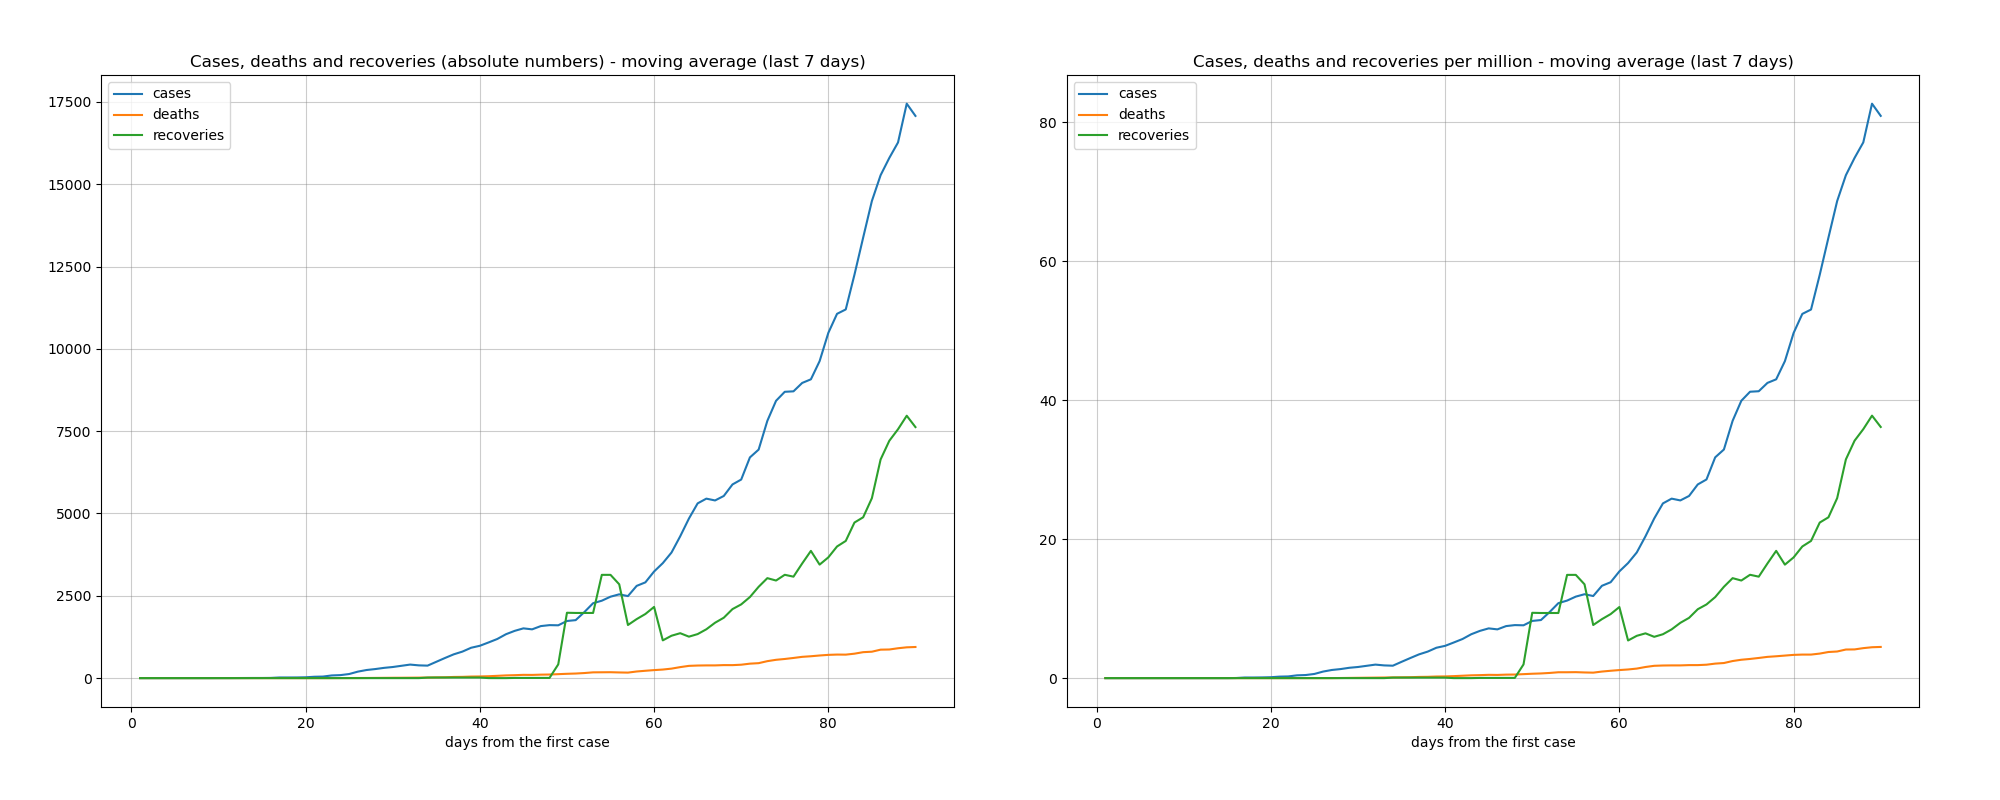 Cases, deaths and recoveries (absolute numbers) - moving average (last 7 days)
cases
deaths
recoveries
17500
15000
12500
10000
7500
5000
2500
0
0 20 40 60 80
days from the first case
Cases, deaths and recoveries per million - moving average (last 7 days)
cases
deaths
recoveries
80
60
40
20
0
0 20 40 60 80
days from the first case